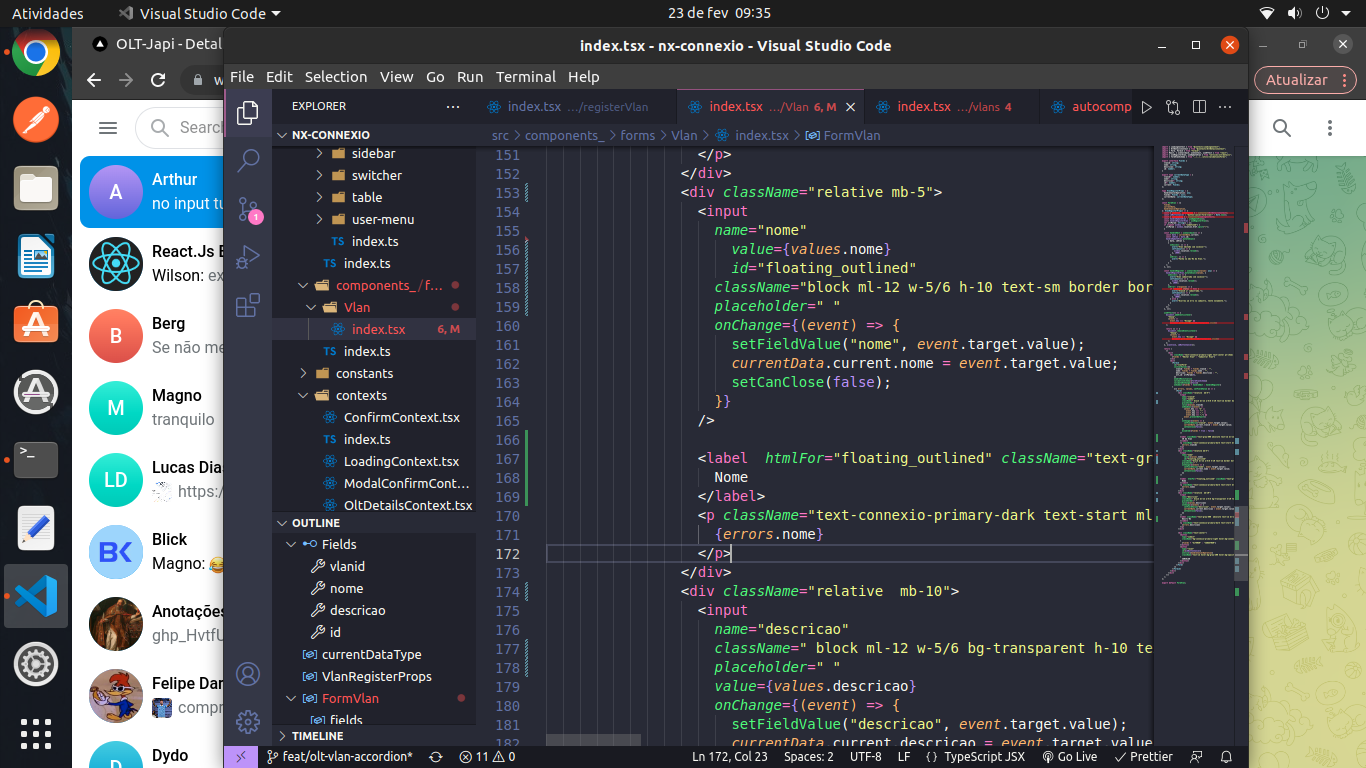 Atividades
Visual Studio Code
23 de fev 09:35
OLT-Japi - Detal
index.tsx - nx-connexio - Visual Studio Code
Atualizar
File Edit Selection View Go Run Terminal Help
EXPLORER
index.tsx .../registerVlan
index.tsx .../Vlan 6, M
index.tsx .../vlans 4
autocomp
Search
NX-CONNEXIO
src > components_ > forms > Vlan > index.tsx > FormVlan
sidebar
switcher
table
user-menu
TS index.ts
TS index.ts
components_/f...
Vlan
index.tsx 6, M
TS index.ts
constants
contexts
ConfirmContext.tsx
TS index.ts
LoadingContext.tsx
ModalConfirmCont...
OltDetailsContext.tsx
OUTLINE
Fields
vlanid
nome
descricao
id
currentDataType
VlanRegisterProps
FormVlan
fields
TIMELINE
A
Arthur
no input tu
React.Js B
Wilson: ex
B
Berg
Se não me
M
Magno
tranquilo
LD
Lucas Dia
https:/
BK
Blick
Magno:
Anotações
ghp_HvtfU
Felipe Dar
compr
D
Dydo
1
151 </p>
152 </div>
153 <div className="relative mb-5">
154 <input
155 name="nome"
156 value={values.nome}
157 id="floating_outlined"
158 className="block ml-12 w-5/6 h-10 text-sm border bor
159 placeholder=" "
160 onChange={(event) => {
161 setFieldValue("nome", event.target.value);
162 currentData.current.nome = event.target.value;
163 setCanClose(false);
164 }}
165 />
166
167 <label  htmlFor="floating_outlined" className="text-gr
168 Nome
169 </label>
170 <p className="text-connexio-primary-dark text-start ml
171 {errors.nome}
172 </p>
173 </div>
174 <div className="relative  mb-10">
175 <input
176 name="descricao"
177 className=" block ml-12 w-5/6 bg-transparent h-10 te
178 placeholder=" "
179 value={values.descricao}
180 onChange={(event) => {
181 setFieldValue("descricao", event.target.value);
182 currentData.current.descricao = event.target.value
feat/olt-vlan-accordion*
11 0
Ln 172, Col 23
Spaces: 2
UTF-8
LF
{ } TypeScript JSX
Go Live
Prettier